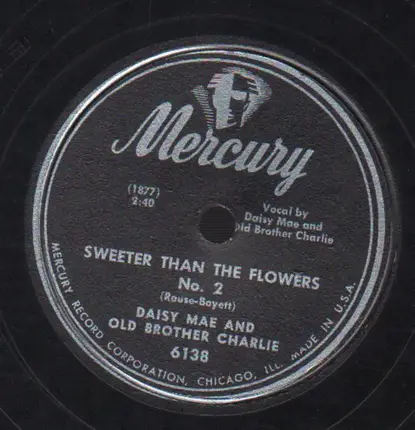 Mercury
(1877)
2:40
Vocal by
Daisy Mae and
Old Brother Charlie
SWEETER THAN THE FLOWERS
No. 2
(Rouse-Boyett)
DAISY MAE AND
OLD BROTHER CHARLIE
6138
MERCURY RECORD CORPORATION, CHICAGO, ILL. MADE IN U.S.A.